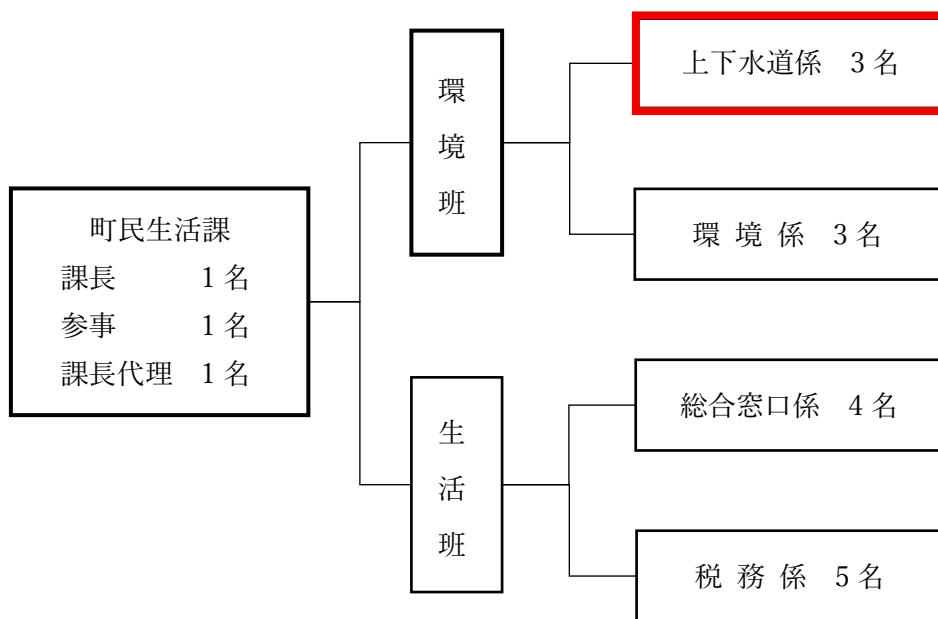 町民生活課
課長　　　1名
参事　　　1名
課長代理　1名
環境班
生活班
上下水道係　3名
環 境 係　3名
総合窓口係　4名
税 務 係　5名